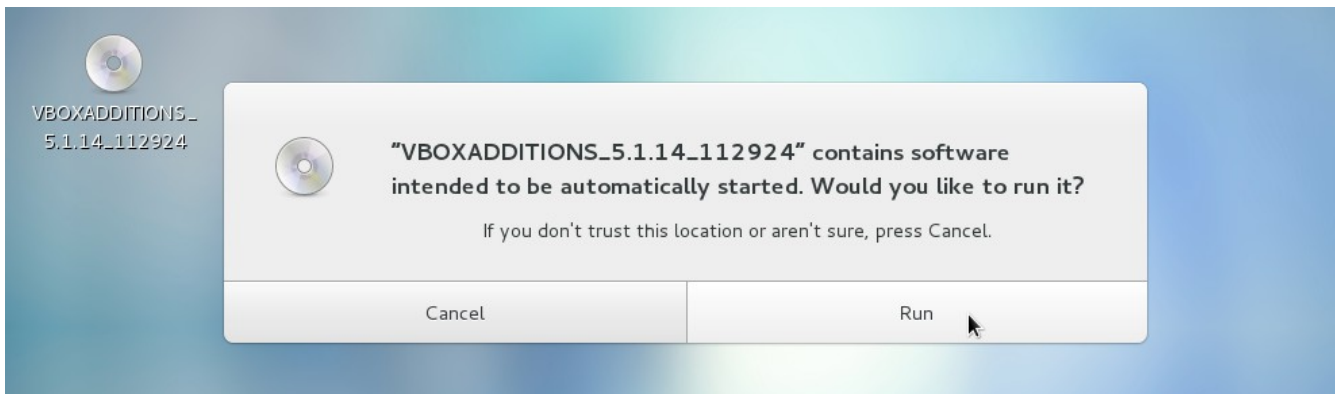 VBOXADDITIONS_
5.1.14_112924
"VBOXADDITIONS_5.1.14_112924" contains software
intended to be automatically started. Would you like to run it?
If you don't trust this location or aren't sure, press Cancel.
Cancel
Run